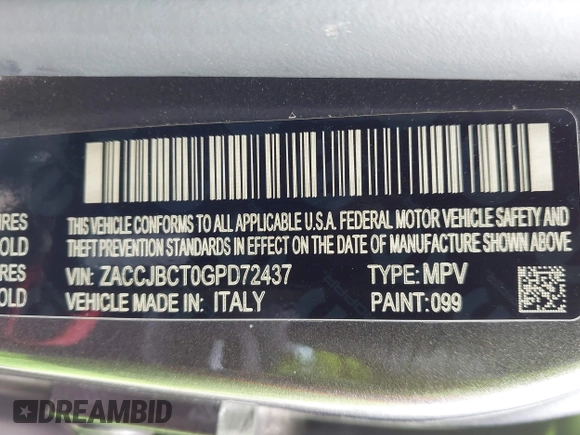 THIS VEHICLE CONFORMS TO ALL APPLICABLE U.S.A. FEDERAL MOTOR VEHICLE SAFETY AND
THEFT PREVENTION STANDARDS IN EFFECT ON THE DATE OF MANUFACTURE SHOWN ABOVE
VIN: ZACCJBCT0GPD72437 TYPE: MPV
VEHICLE MADE IN: ITALY PAINT: 099
IRES
OLD
IRES
OLD
DREAMBID